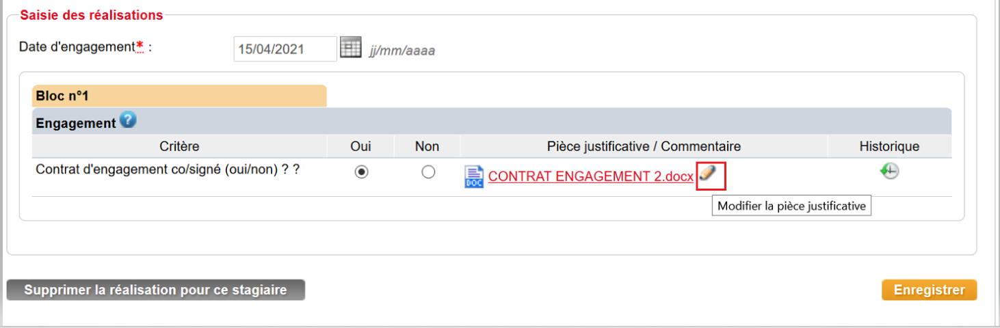 Saisie des réalisations
Date d'engagement* : 15/04/2021 jj/mm/aaaa
Bloc n°1
Engagement ?
Critère Oui Non Pièce justificative / Commentaire Historique
Contrat d'engagement co/signé (oui/non) ? ? DOC CONTRAT ENGAGEMENT 2.docx
Modifier la pièce justificative
Supprimer la réalisation pour ce stagiaire Enregistrer